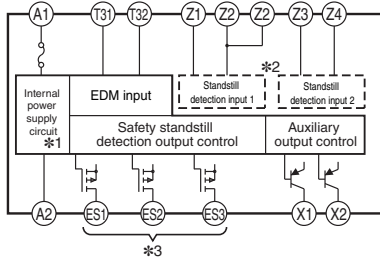 A1 T31 T32 Z1 Z2 Z2 Z3 Z4
*2
Standstill
detection input 1
Standstill
detection input 2
Internal
power
supply
circuit
*1
EDM input
Safety standstill
detection output control
Auxiliary
output control
A2 ES1 ES2 ES3 X1 X2
*3